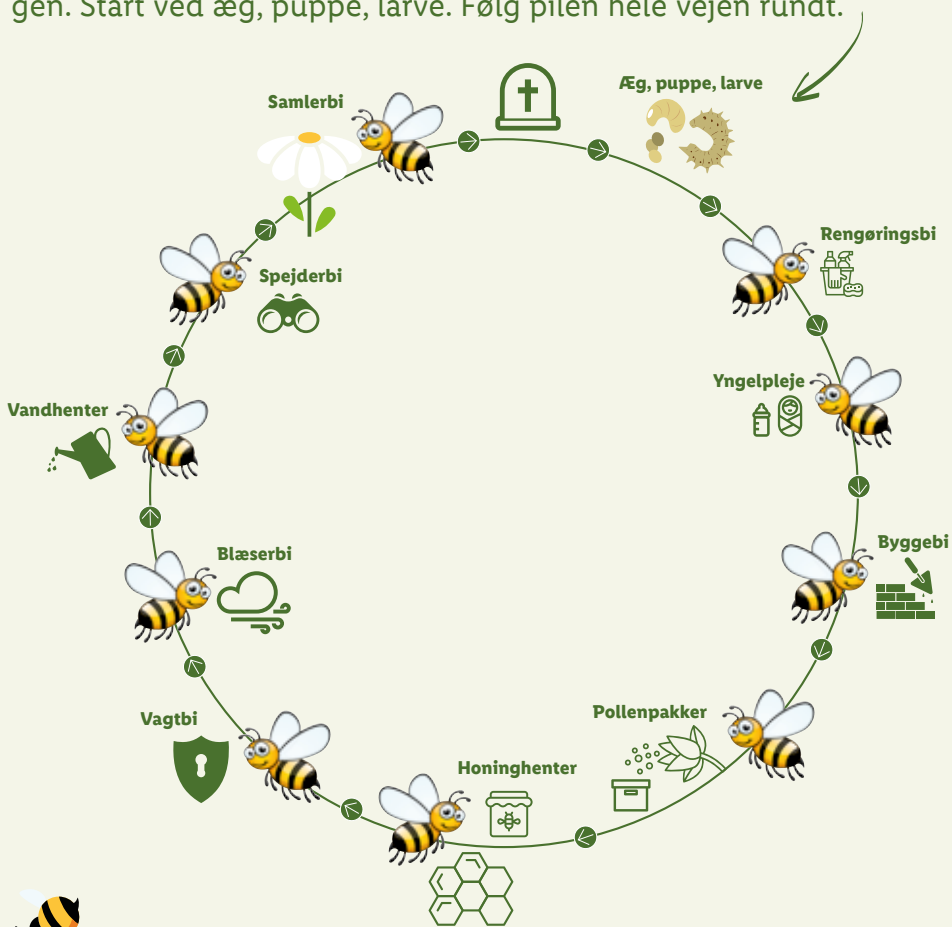 gen. Start ved æg, puppe, larve. Følg pilen hele vejen rundt.
Æg, puppe, larve
Rengøringsbi
Yngelpleje
Byggebi
Pollenpakker
Honinghenter
Vagtbi
Blæserbi
Vandhenter
Spejderbi
Samlerbi